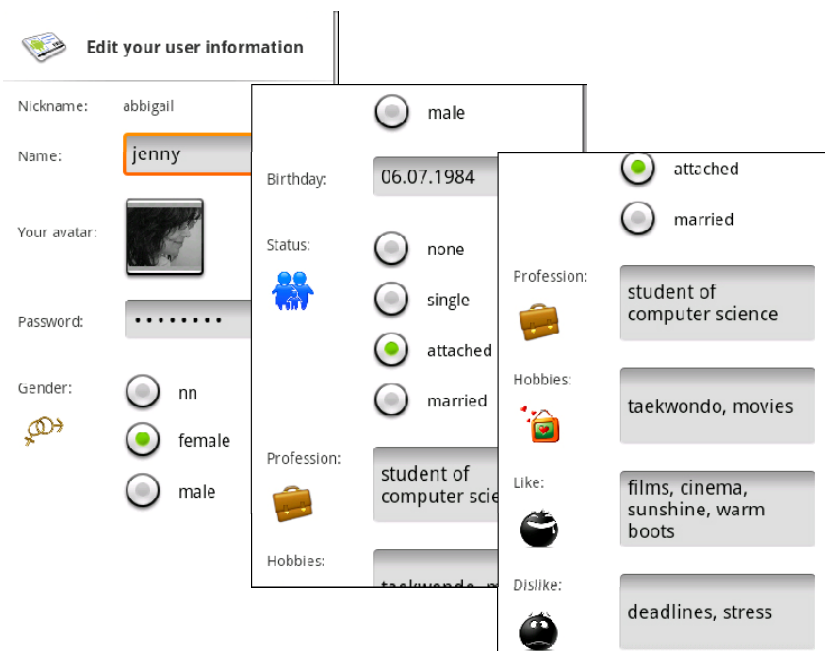 Edit your user information
Nickname: abbigail
Name: jenny
Your avatar:
Password: ••••••••
Gender: nn
female
male
male
Birthday: 06.07.1984
Status: none
single
attached
married
Profession: student of
computer scie
Hobbies:
attached
married
Profession: student of
computer science
Hobbies: taekwondo, movies
Like: films, cinema,
sunshine, warm
boots
Dislike: deadlines, stress